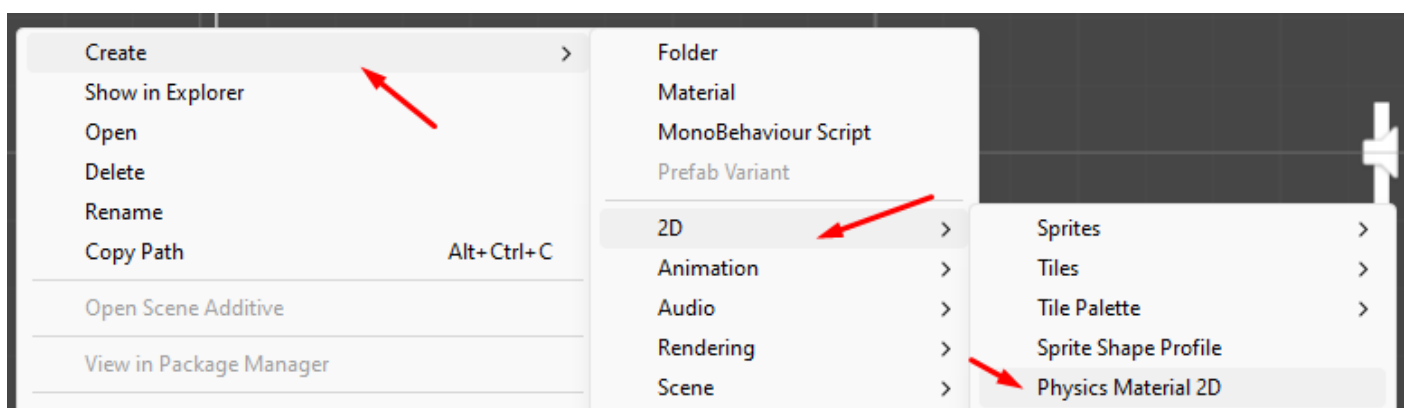 Create
Show in Explorer
Open
Delete
Rename
Copy Path Alt+Ctrl+C
Open Scene Additive
View in Package Manager
Folder
Material
MonoBehaviour Script
Prefab Variant
2D
Animation
Audio
Rendering
Scene
Sprites
Tiles
Tile Palette
Sprite Shape Profile
Physics Material 2D